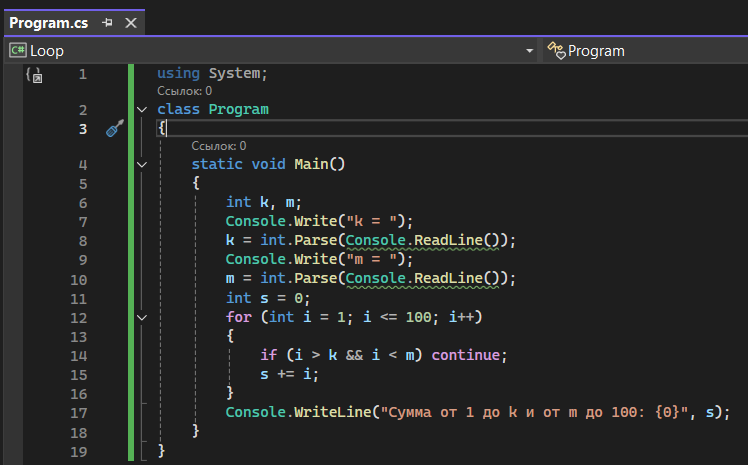 Program.cs
Loop
Program
1 using System;
Ссылок: 0
2 class Program
3 {
Ссылок: 0
4 static void Main()
5 {
6 int k, m;
7 Console.Write("k = ");
8 k = int.Parse(Console.ReadLine());
9 Console.Write("m = ");
10 m = int.Parse(Console.ReadLine());
11 int s = 0;
12 for (int i = 1; i <= 100; i++)
13 {
14 if (i > k && i < m) continue;
15 s += i;
16 }
17 Console.WriteLine("Сумма от 1 до k и от m до 100: {0}", s);
18 }
19 }